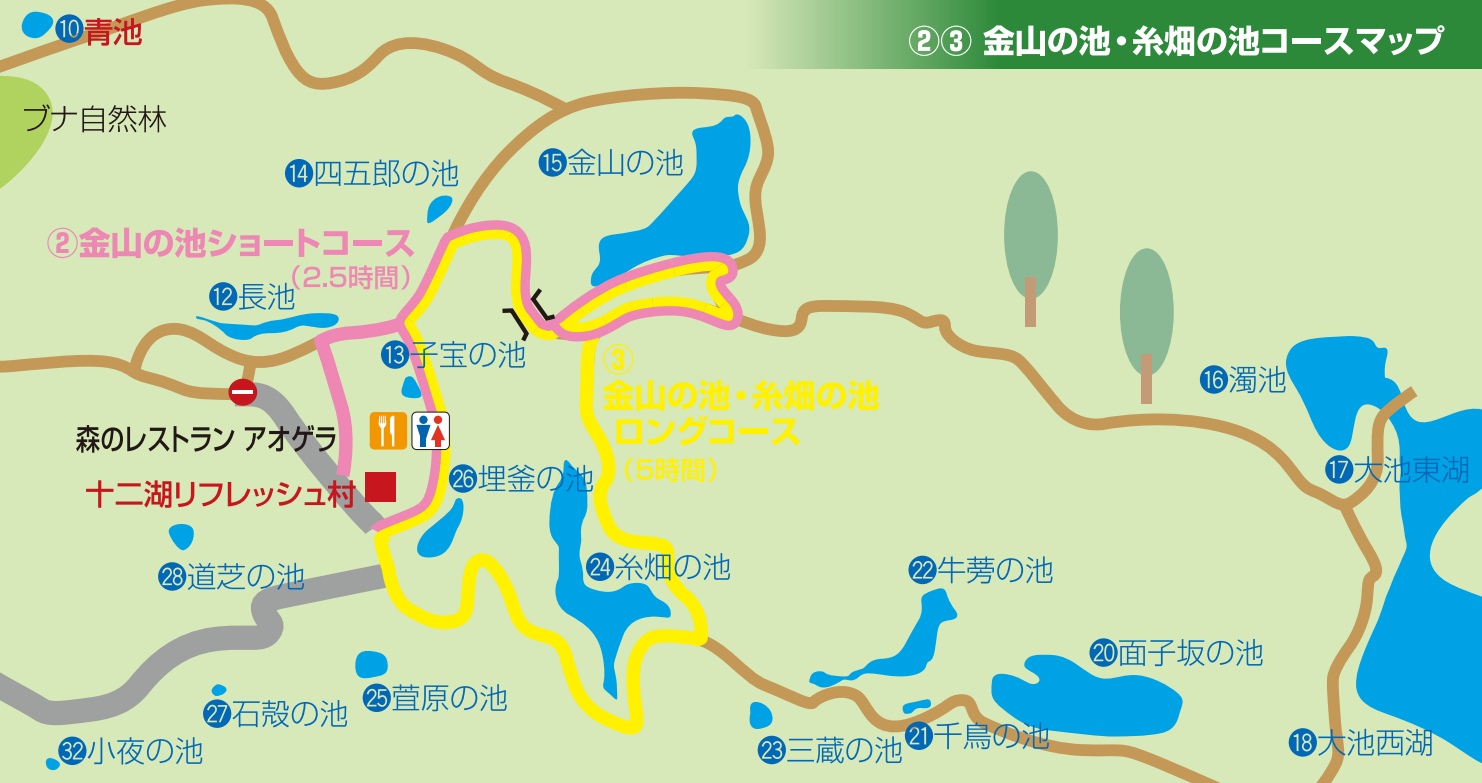 ⑩青池
②③ 金山の池・糸畑の池コースマップ
ブナ自然林
⑭四五郎の池
⑮金山の池
②金山の池ショートコース
（2.5時間）
⑫長池
⑬子宝の池
③
金山の池・糸畑の池
ロングコース
（5時間）
⑯濁池
森のレストラン アオゲラ
十二湖リフレッシュ村
㉖埋釜の池
⑰大池東湖
㉘道芝の池
㉔糸畑の池
㉒牛蒡の池
⑳面子坂の池
㉕菅原の池
㉗石殻の池
㉜小夜の池
㉓三蔵の池
㉑千鳥の池
⑱大池西湖